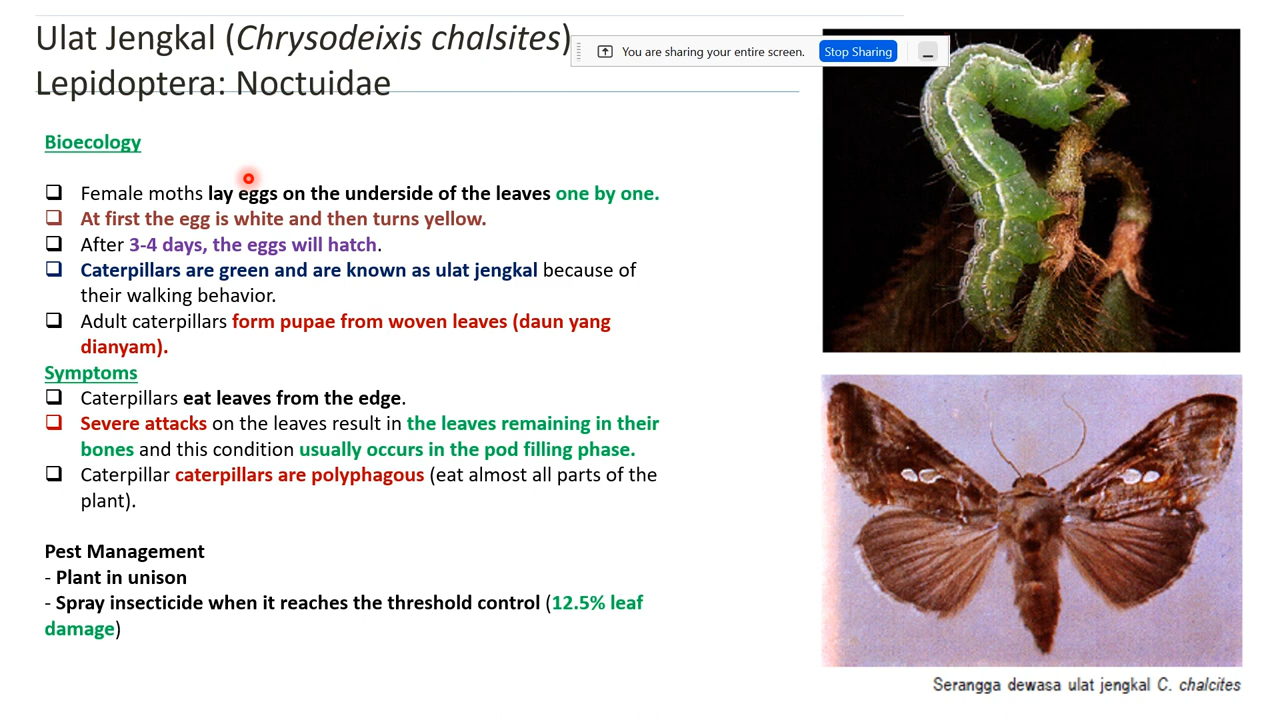 Ulat Jengkal (Chrysodeixis chalsites)
Lepidoptera: Noctuidae
You are sharing your entire screen.
Stop Sharing
Bioecology
Female moths lay eggs on the underside of the leaves one by one.
At first the egg is white and then turns yellow.
After 3-4 days, the eggs will hatch.
Caterpillars are green and are known as ulat jengkal because of
their walking behavior.
Adult caterpillars form pupae from woven leaves (daun yang
dianyam).
Symptoms
Caterpillars eat leaves from the edge.
Severe attacks on the leaves result in the leaves remaining in their
bones and this condition usually occurs in the pod filling phase.
Caterpillar caterpillars are polyphagous (eat almost all parts of the
plant).
Pest Management
- Plant in unison
- Spray insecticide when it reaches the threshold control (12.5% leaf
damage)
Serangga dewasa ulat jengkal C. chalcites